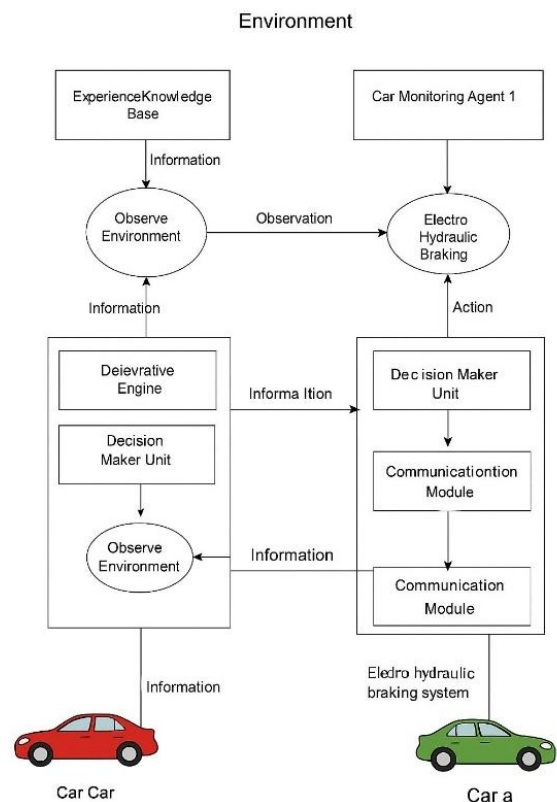 Environment
ExperienceKnowledge
Base
Car Monitoring Agent 1
Information
Observe
Environment
Observation
Electro
Hydraulic
Braking
Information
Action
Deievrative
Engine
Informa Ition
Decision Maker
Unit
Decision
Maker Unit
Communicationtion
Module
Observe
Environment
Information
Communication
Module
Information
Eledro hydraulic
braking system
Car Car
Car a